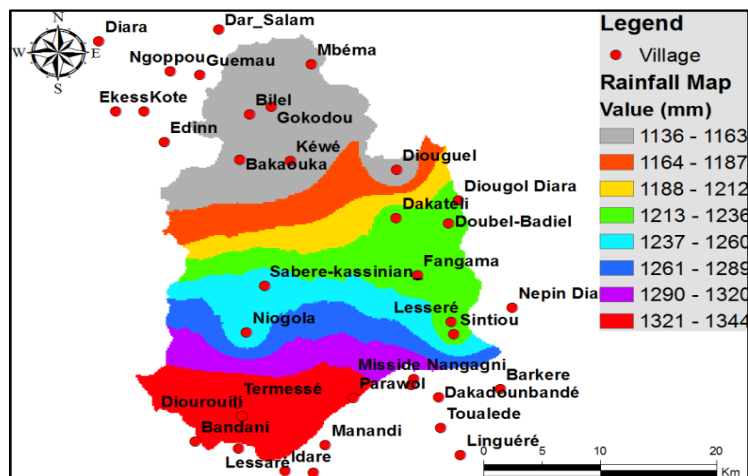 Diara
Dar_Salam
N
W E
S
Ngoppou
Guemau
Mbéma
EkessKote
Bilel
Gokodou
Edinn
Kéwé
Bakaouka
Diouguel
Diougol Diara
Dakateli
Doubel-Badiel
Fangama
Sabere-kassinian_
Nepin Dia
Lesseré
Sintiou
Niogola
Misside Nangagni
Barkere
Parawol
Termessé
Dakadounbandé
Diourouili
Toualede
Bandani
Manandi
Linguéré
Lessaré
Idare
Legend
Village
Rainfall Map
Value (mm)
1136 - 1163
1164 - 1187
1188 - 1212
1213 - 1236
1237 - 1260
1261 - 1289
1290 - 1320
1321 - 1344
0 5 10 20
Km